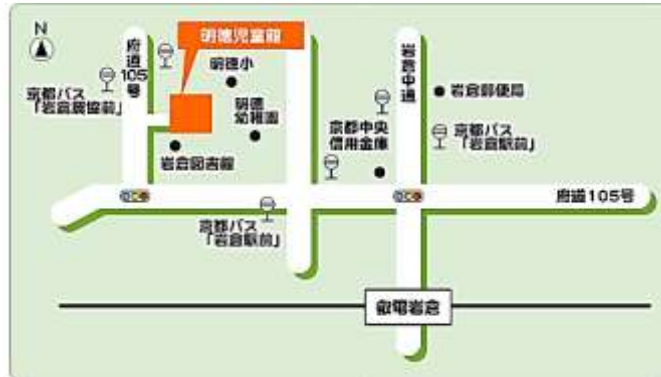 N
府道105号
明徳児童館
明徳小
明徳
幼稚園
京都バス
「岩倉農協前」
岩倉図書館
岩倉中通
岩倉郵便局
京都中央
信用金庫
京都バス
「岩倉駅前」
府道105号
京都バス
「岩倉駅前」
叡電岩倉